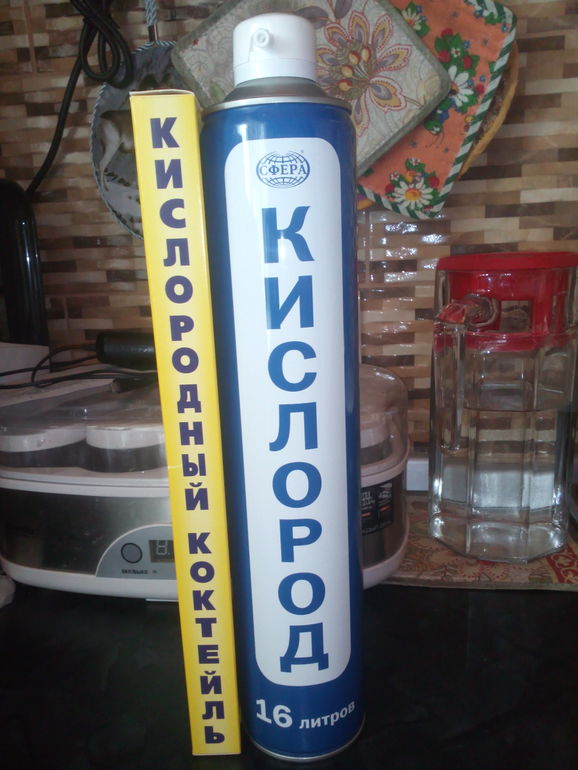 КИСЛОРОДНЫЙ КОКТЕЙЛЬ
СФЕРА
КИСЛОРОД
16 литров